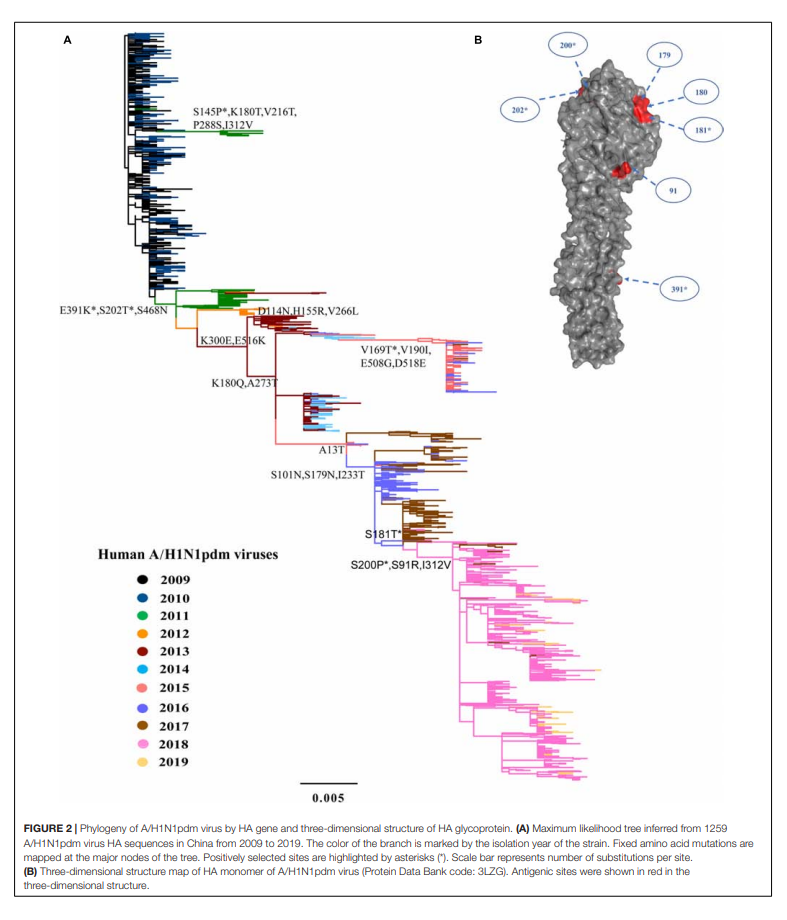 A
B
200*
179
202*
180
181*
91
391*
S145P*,K180T,V216T,
P288S,I312V
E391K*,S202T*,S468N
D114N,H155R,V266L
K300E,E516K
V169T*,V190I,
E508G,D518E
K180Q,A273T
A13T
S101N,S179N,I233T
S181T*
S200P*,S91R,I312V
Human A/H1N1pdm viruses
2009
2010
2011
2012
2013
2014
2015
2016
2017
2018
2019
0.005
FIGURE 2 | Phylogeny of A/H1N1pdm virus by HA gene and three-dimensional structure of HA glycoprotein. (A) Maximum likelihood tree inferred from 1259
A/H1N1pdm virus HA sequences in China from 2009 to 2019. The color of the branch is marked by the isolation year of the strain. Fixed amino acid mutations are
mapped at the major nodes of the tree. Positively selected sites are highlighted by asterisks (*). Scale bar represents number of substitutions per site.
(B) Three-dimensional structure map of HA monomer of A/H1N1pdm virus (Protein Data Bank code: 3LZG). Antigenic sites were shown in red in the
three-dimensional structure.